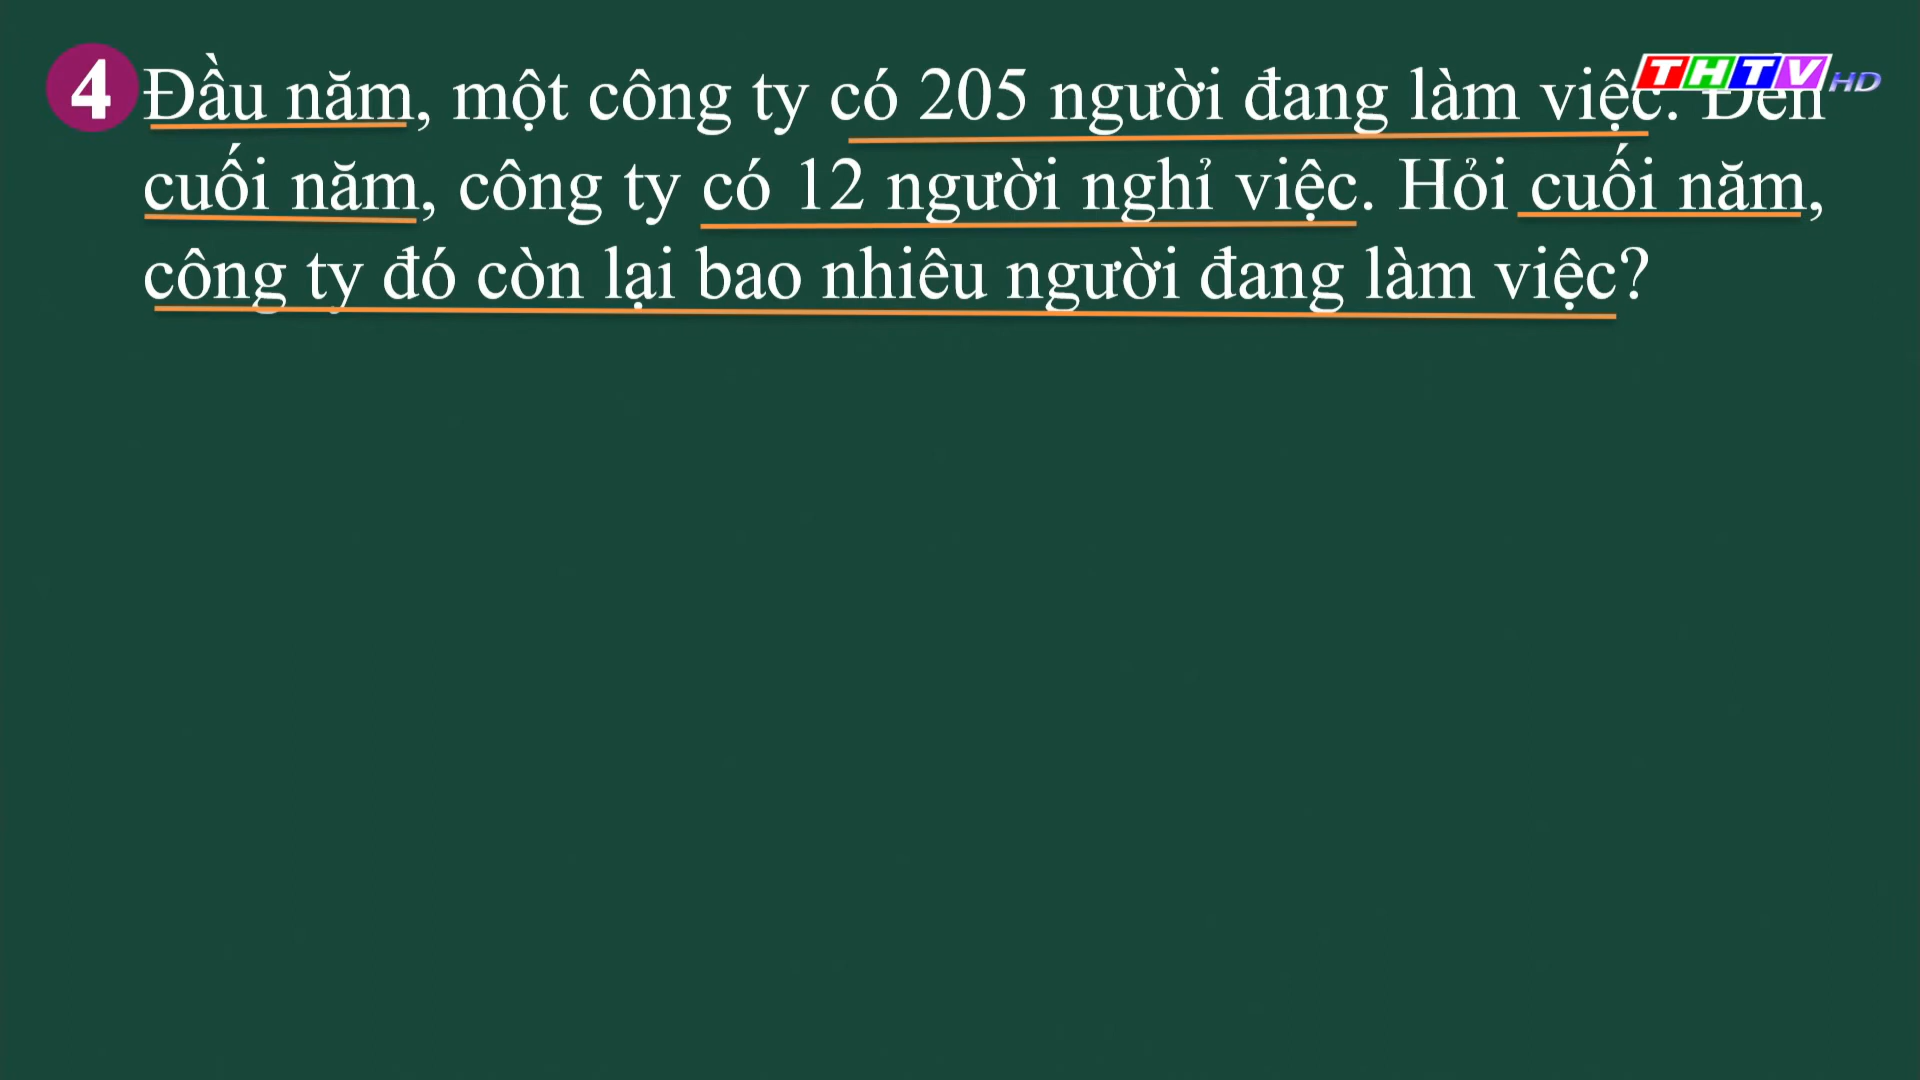 4 Đầu năm, một công ty có 205 người đang làm việc. Đến
cuối năm, công ty có 12 người nghỉ việc. Hỏi cuối năm,
công ty đó còn lại bao nhiêu người đang làm việc?
THTV HD